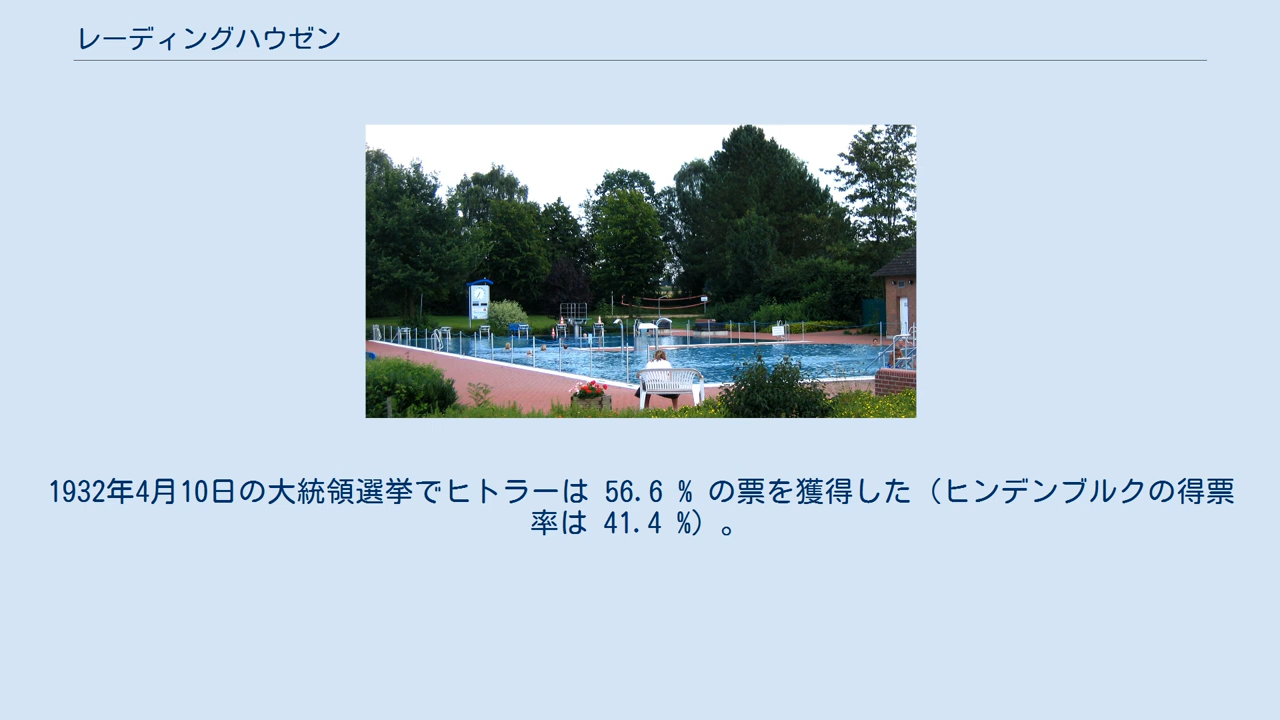 レーディングハウゼン
1932年4月10日の大統領選挙でヒトラーは 56.6 % の票を獲得した（ヒンデンブルクの得票
率は 41.4 %）。